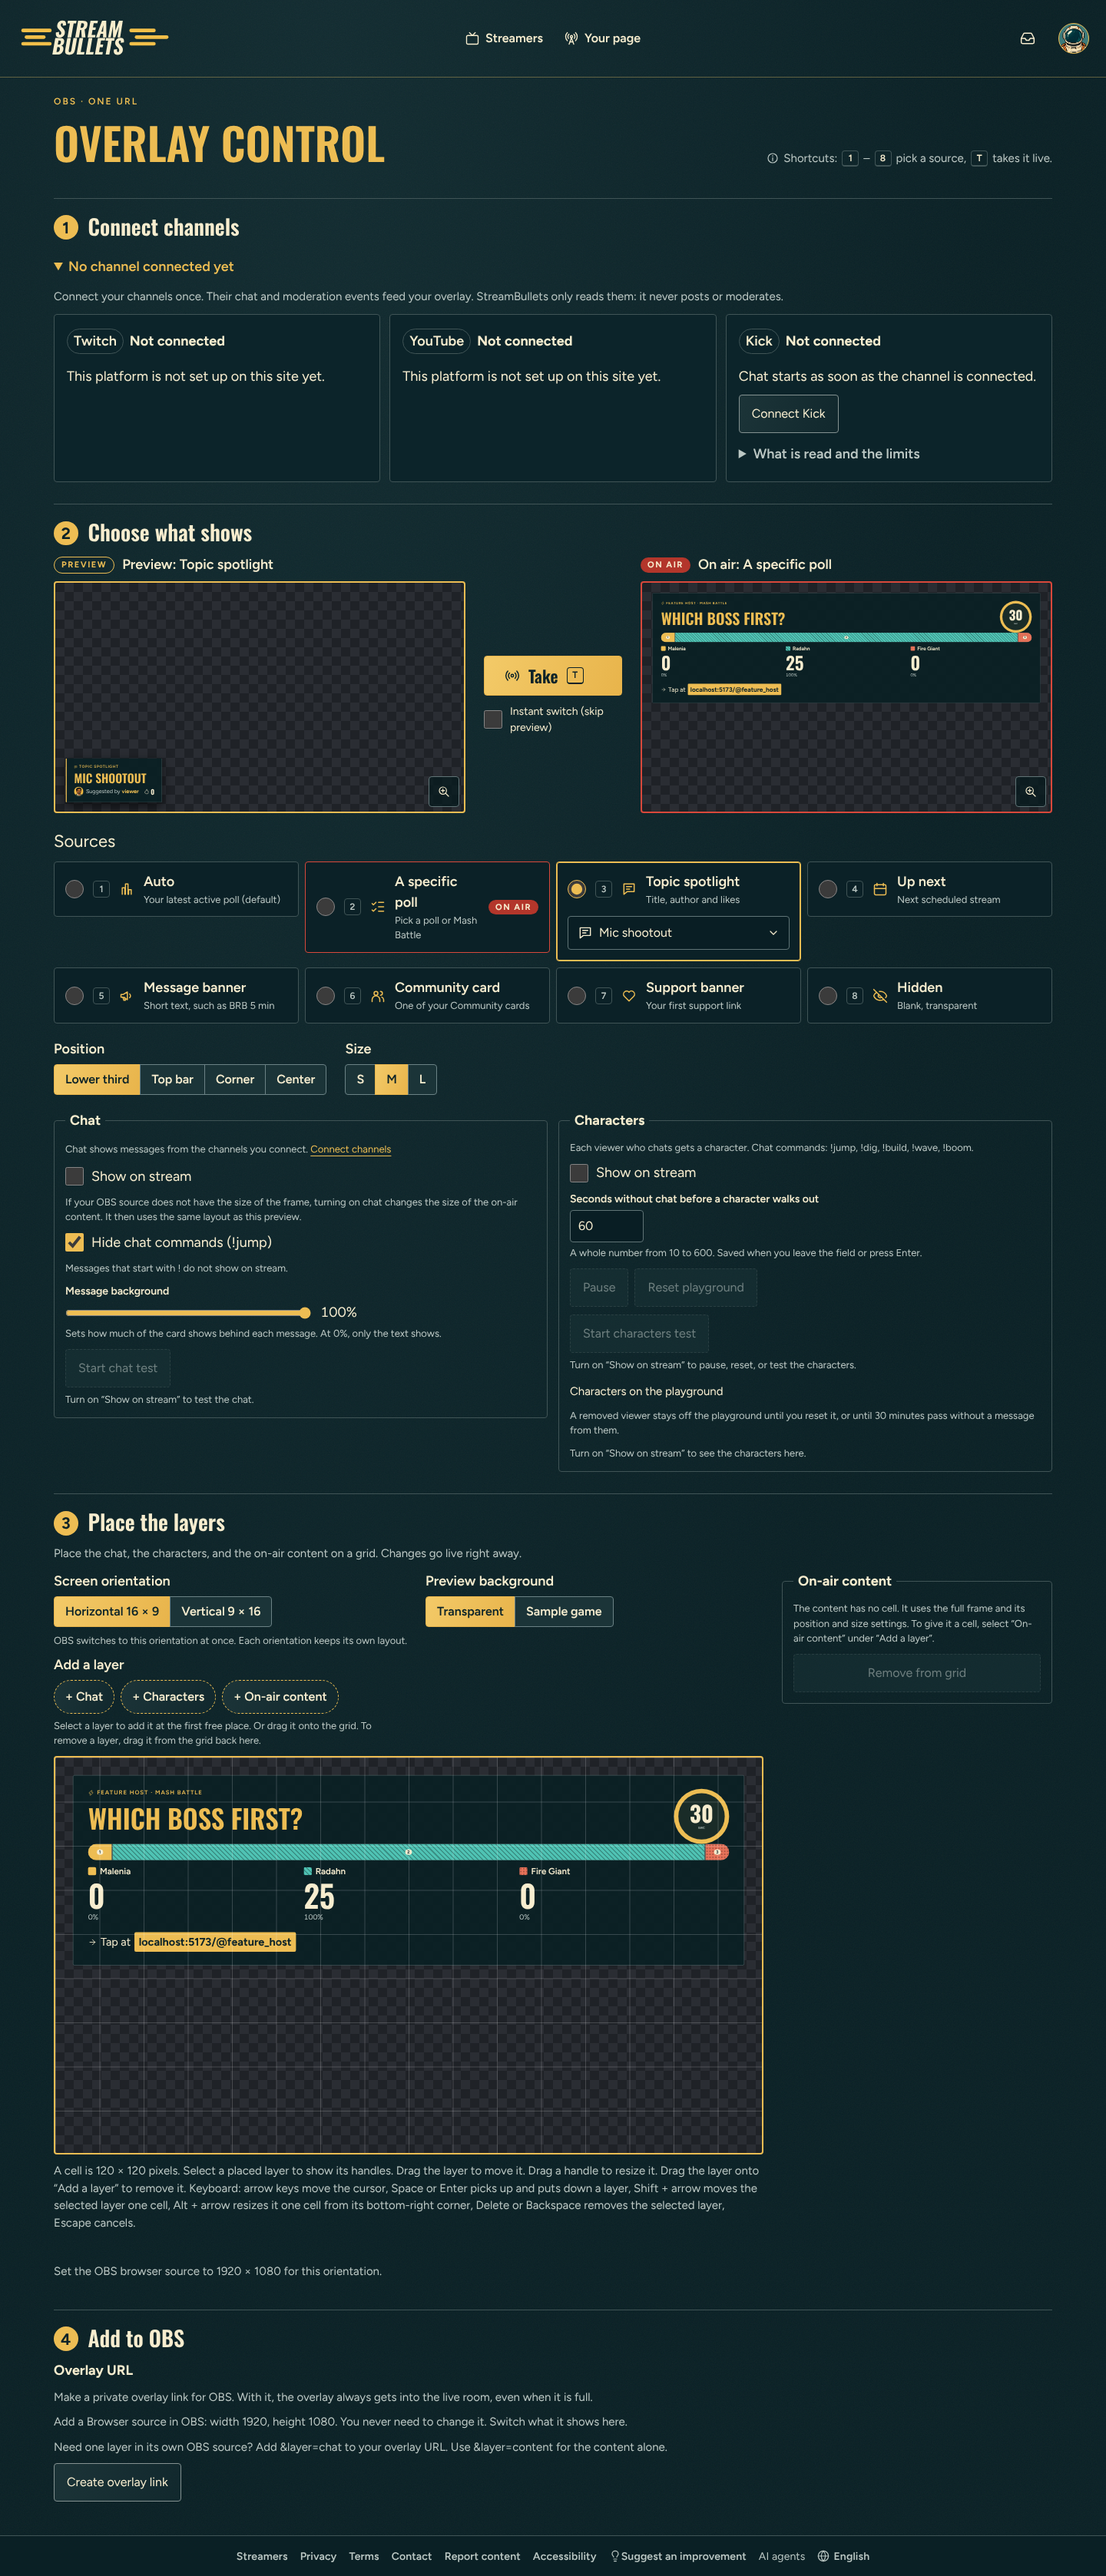 STREAM
BULLETS
Streamers
Your page
OBS · ONE URL
OVERLAY CONTROL
Shortcuts: 1 – 8 pick a source, T takes it live.
1 Connect channels
▼ No channel connected yet
Connect your channels once. Their chat and moderation events feed your overlay. StreamBullets only reads them: it never posts or moderates.
Twitch Not connected
This platform is not set up on this site yet.
YouTube Not connected
This platform is not set up on this site yet.
Kick Not connected
Chat starts as soon as the channel is connected.
Connect Kick
▶ What is read and the limits
2 Choose what shows
PREVIEW Preview: Topic spotlight
TOPIC SPOTLIGHT
MIC SHOOTOUT
Suggested by viewer 0
Take T
Instant switch (skip
preview)
ON AIR On air: A specific poll
FEATURE HOST · MASH BATTLE
WHICH BOSS FIRST?
30
0 0 0
Malenia Radahn Fire Giant
0 25 0
0% 100% 0%
Tap at localhost:5173/@feature_host
Sources
1 Auto
Your latest active poll (default)
2 A specific
poll
Pick a poll or Mash
Battle
ON AIR
3 Topic spotlight
Title, author and likes
Mic shootout
4 Up next
Next scheduled stream
5 Message banner
Short text, such as BRB 5 min
6 Community card
One of your Community cards
7 Support banner
Your first support link
8 Hidden
Blank, transparent
Position
Lower third Top bar Corner Center
Size
S M L
Chat
Chat shows messages from the channels you connect. Connect channels
Show on stream
If your OBS source does not have the size of the frame, turning on chat changes the size of the on-air
content. It then uses the same layout as this preview.
Hide chat commands (!jump)
Messages that start with ! do not show on stream.
Message background
100%
Sets how much of the card shows behind each message. At 0%, only the text shows.
Start chat test
Turn on "Show on stream" to test the chat.
Characters
Each viewer who chats gets a character. Chat commands: !jump, !dig, !build, !wave, !boom.
Show on stream
Seconds without chat before a character walks out
60
A whole number from 10 to 600. Saved when you leave the field or press Enter.
Pause Reset playground
Start characters test
Turn on "Show on stream" to pause, reset, or test the characters.
Characters on the playground
A removed viewer stays off the playground until you reset it, or until 30 minutes pass without a message
from them.
Turn on "Show on stream" to see the characters here.
3 Place the layers
Place the chat, the characters, and the on-air content on a grid. Changes go live right away.
Screen orientation
Horizontal 16 × 9 Vertical 9 × 16
OBS switches to this orientation at once. Each orientation keeps its own layout.
Preview background
Transparent Sample game
Add a layer
+ Chat + Characters + On-air content
Select a layer to add it at the first free place. Or drag it onto the grid. To
remove a layer, drag it from the grid back here.
On-air content
The content has no cell. It uses the full frame and its
position and size settings. To give it a cell, select "On-
air content" under "Add a layer".
Remove from grid
FEATURE HOST · MASH BATTLE
WHICH BOSS FIRST?
30
0 0 0
Malenia Radahn Fire Giant
0 25 0
0% 100% 0%
Tap at localhost:5173/@feature_host
A cell is 120 × 120 pixels. Select a placed layer to show its handles. Drag the layer to move it. Drag a handle to resize it. Drag the layer onto
"Add a layer" to remove it. Keyboard: arrow keys move the cursor, Space or Enter picks up and puts down a layer, Shift + arrow moves the
selected layer one cell, Alt + arrow resizes it one cell from its bottom-right corner, Delete or Backspace removes the selected layer,
Escape cancels.
Set the OBS browser source to 1920 × 1080 for this orientation.
4 Add to OBS
Overlay URL
Make a private overlay link for OBS. With it, the overlay always gets into the live room, even when it is full.
Add a Browser source in OBS: width 1920, height 1080. You never need to change it. Switch what it shows here.
Need one layer in its own OBS source? Add &layer=chat to your overlay URL. Use &layer=content for the content alone.
Create overlay link
Streamers Privacy Terms Contact Report content Accessibility Suggest an improvement AI agents English